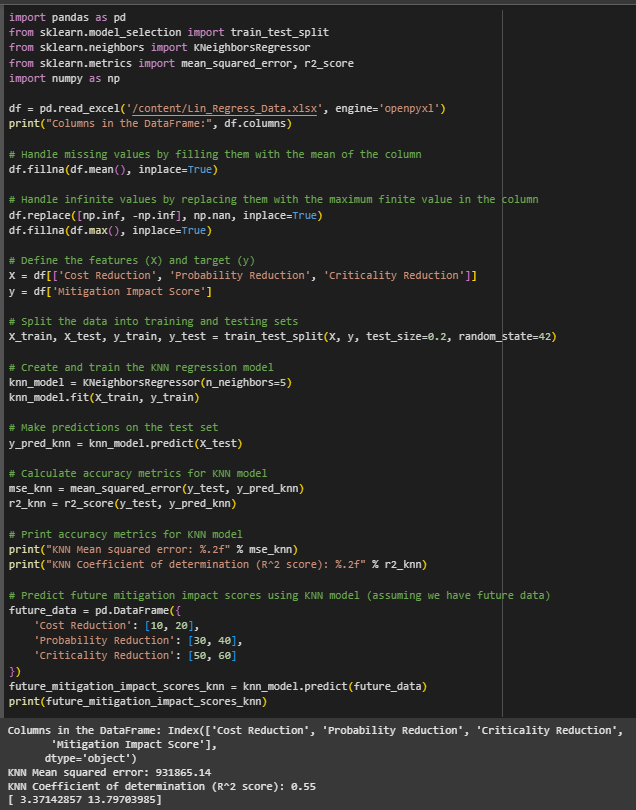 import pandas as pd
from sklearn.model_selection import train_test_split
from sklearn.neighbors import KNeighborsRegressor
from sklearn.metrics import mean_squared_error, r2_score
import numpy as np

df = pd.read_excel('/content/Lin_Regress_Data.xlsx', engine='openpyxl')
print("Columns in the DataFrame:", df.columns)

# Handle missing values by filling them with the mean of the column
df.fillna(df.mean(), inplace=True)

# Handle infinite values by replacing them with the maximum finite value in the column
df.replace([np.inf, -np.inf], np.nan, inplace=True)
df.fillna(df.max(), inplace=True)

# Define the features (X) and target (y)
X = df[['Cost Reduction', 'Probability Reduction', 'Criticality Reduction']]
y = df['Mitigation Impact Score']

# Split the data into training and testing sets
X_train, X_test, y_train, y_test = train_test_split(X, y, test_size=0.2, random_state=42)

# Create and train the KNN regression model
knn_model = KNeighborsRegressor(n_neighbors=5)
knn_model.fit(X_train, y_train)

# Make predictions on the test set
y_pred_knn = knn_model.predict(X_test)

# Calculate accuracy metrics for KNN model
mse_knn = mean_squared_error(y_test, y_pred_knn)
r2_knn = r2_score(y_test, y_pred_knn)

# Print accuracy metrics for KNN model
print("KNN Mean squared error: %.2f" % mse_knn)
print("KNN Coefficient of determination (R^2 score): %.2f" % r2_knn)

# Predict future mitigation impact scores using KNN model (assuming we have future data)
future_data = pd.DataFrame({
    'Cost Reduction': [10, 20],
    'Probability Reduction': [30, 40],
    'Criticality Reduction': [50, 60]
})
future_mitigation_impact_scores_knn = knn_model.predict(future_data)
print(future_mitigation_impact_scores_knn)
Columns in the DataFrame: Index(['Cost Reduction', 'Probability Reduction', 'Criticality Reduction',
       'Mitigation Impact Score'],
      dtype='object')
KNN Mean squared error: 931865.14
KNN Coefficient of determination (R^2 score): 0.55
[ 3.37142857 13.79703985]